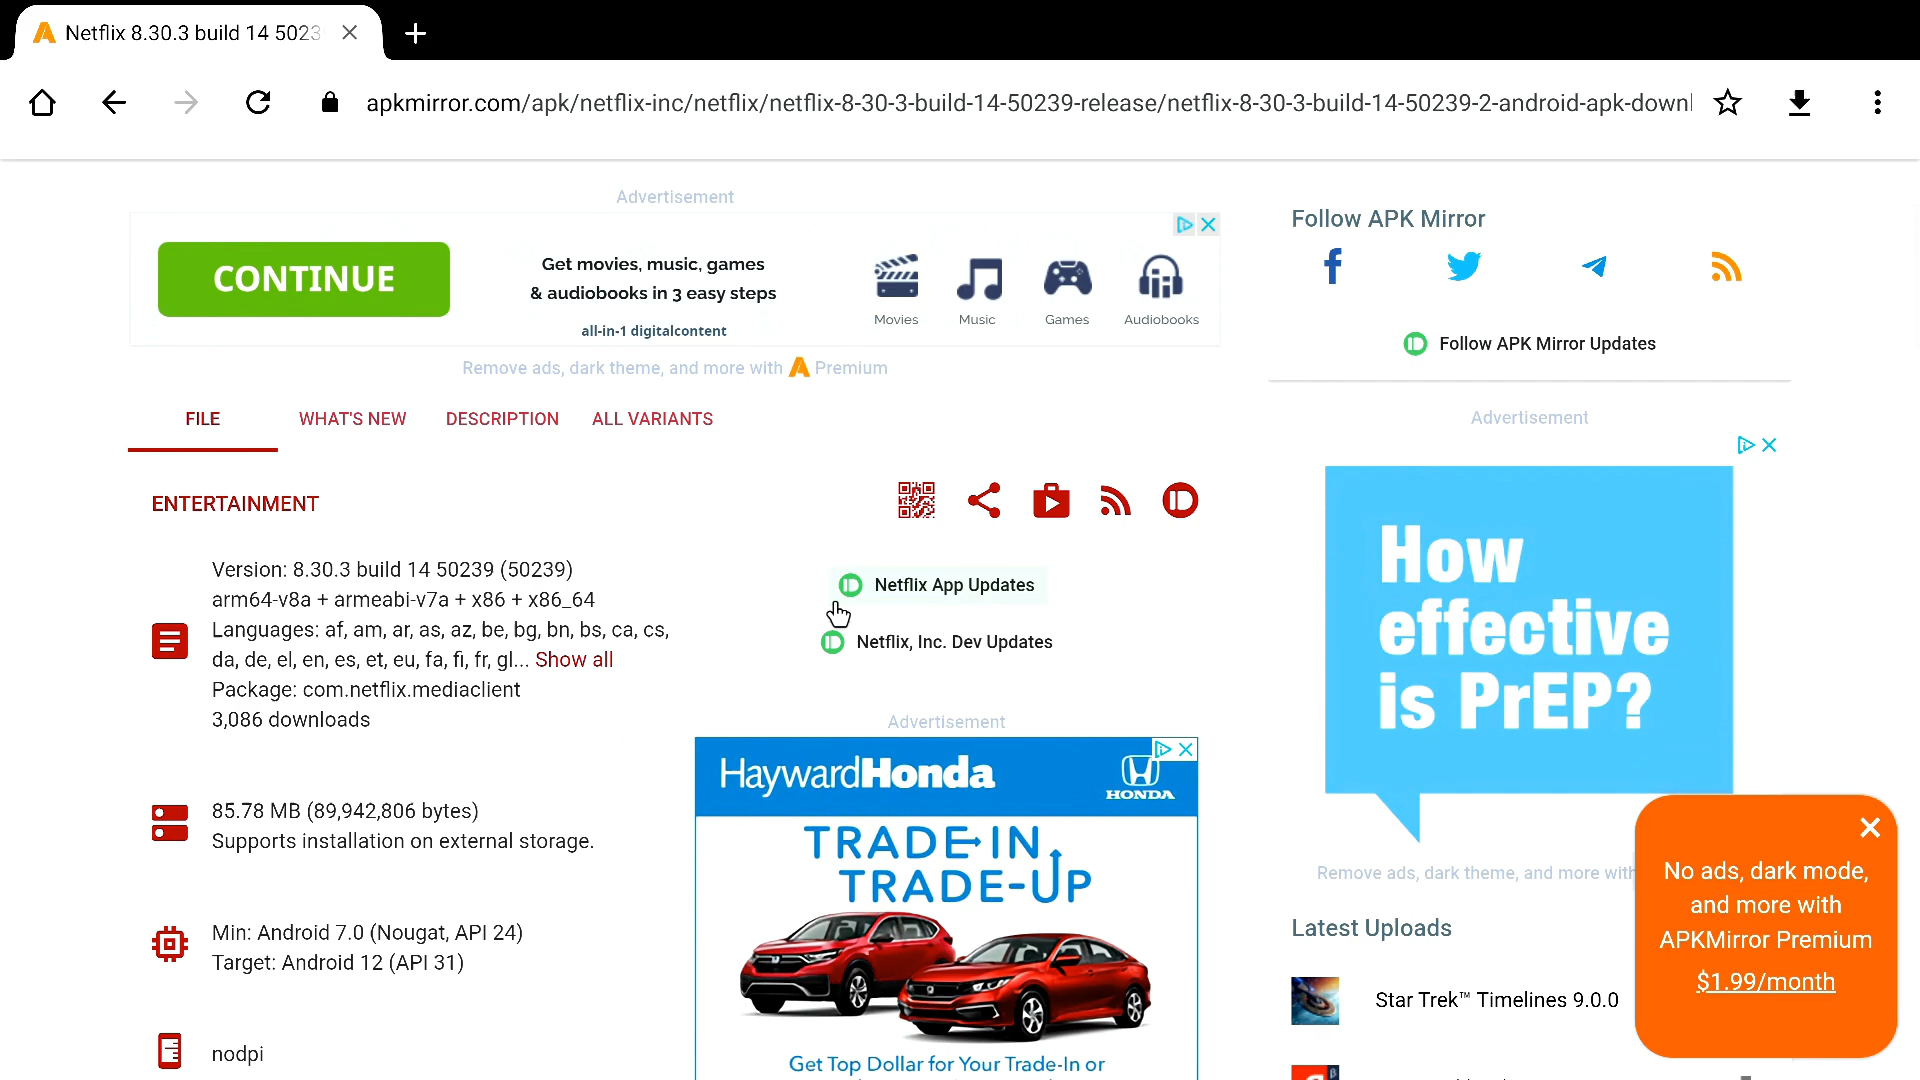 Netflix 8.30.3 build 14 5023
apkmirror.com/apk/netflix-inc/netflix/netflix-8-30-3-build-14-50239-release/netflix-8-30-3-build-14-50239-2-android-apk-downl
Advertisement
CONTINUE
Get movies, music, games
& audiobooks in 3 easy steps
all-in-1 digitalcontent
Movies
Music
Games
Audiobooks
Remove ads, dark theme, and more with Premium
Follow APK Mirror
Follow APK Mirror Updates
FILE
WHAT'S NEW
DESCRIPTION
ALL VARIANTS
ENTERTAINMENT
Version: 8.30.3 build 14 50239 (50239)
arm64-v8a + armeabi-v7a + x86 + x86_64
Languages: af, am, ar, as, az, be, bg, bn, bs, ca, cs,
da, de, el, en, es, et, eu, fa, fi, fr, gl... Show all
Package: com.netflix.mediaclient
3,086 downloads
Netflix App Updates
Netflix, Inc. Dev Updates
85.78 MB (89,942,806 bytes)
Supports installation on external storage.
Min: Android 7.0 (Nougat, API 24)
Target: Android 12 (API 31)
nodpi
Advertisement
HaywardHonda
HONDA
TRADE-IN
TRADE-UP
Get Top Dollar for Your Trade-In or
Advertisement
How
effective
is PrEP?
Remove ads, dark theme, and more with
Latest Uploads
Star Trek™ Timelines 9.0.0
No ads, dark mode,
and more with
APKMirror Premium
$1.99/month